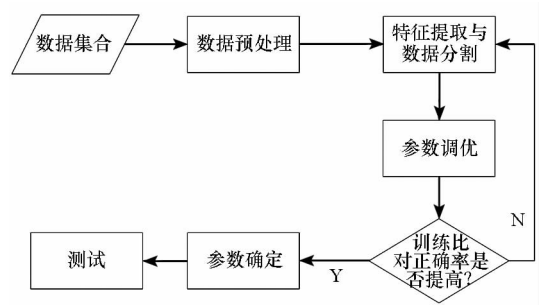 数据集合
数据预处理
特征提取与
数据分割
参数调优
训练比
对正确率是
否提高?
N
Y
参数确定
测试